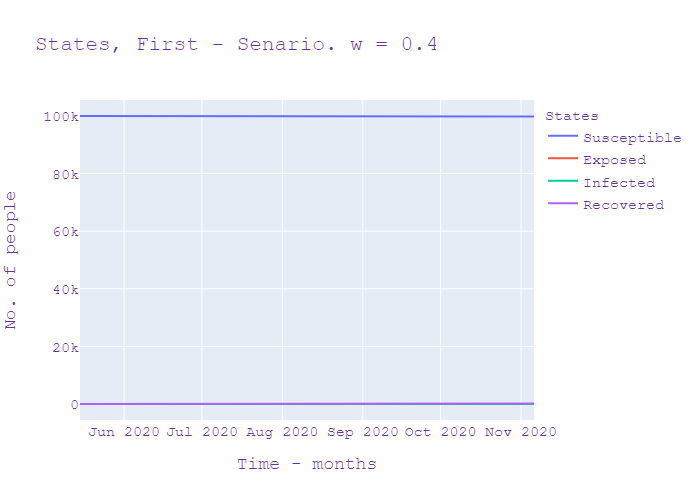 States, First - Senario. w = 0.4
States
Susceptible
Exposed
Infected
Recovered
100k
80k
60k
40k
20k
0
No. of people
Jun 2020 Jul 2020 Aug 2020 Sep 2020 Oct 2020 Nov 2020
Time - months